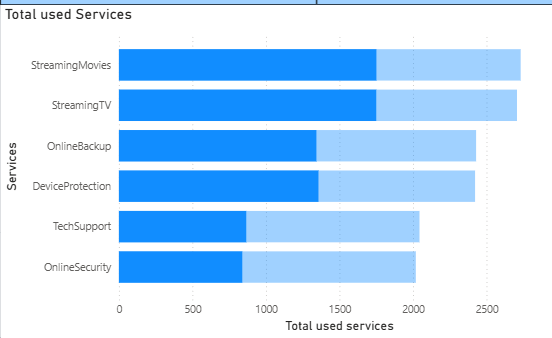 Total used Services
Services
StreamingMovies
StreamingTV
OnlineBackup
DeviceProtection
TechSupport
OnlineSecurity
0 500 1000 1500 2000 2500
Total used services